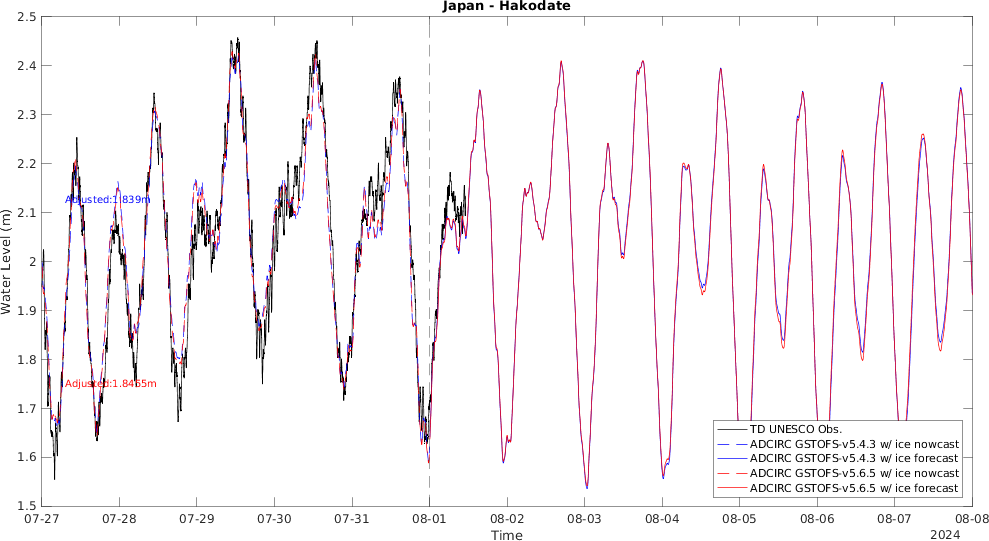 Japan - Hakodate
2.5
2.4
2.3
2.2
2.1
2
1.9
1.8
1.7
1.6
1.5
Water Level (m)
Adjusted:1.839m
Adjusted:1.8465m
TD UNESCO Obs.
ADCIRC GSTOFS-v5.4.3 w/ ice nowcast
ADCIRC GSTOFS-v5.4.3 w/ ice forecast
ADCIRC GSTOFS-v5.6.5 w/ ice nowcast
ADCIRC GSTOFS-v5.6.5 w/ ice forecast
07-27 07-28 07-29 07-30 07-31 08-01 08-02 08-03 08-04 08-05 08-06 08-07 08-08
Time
2024